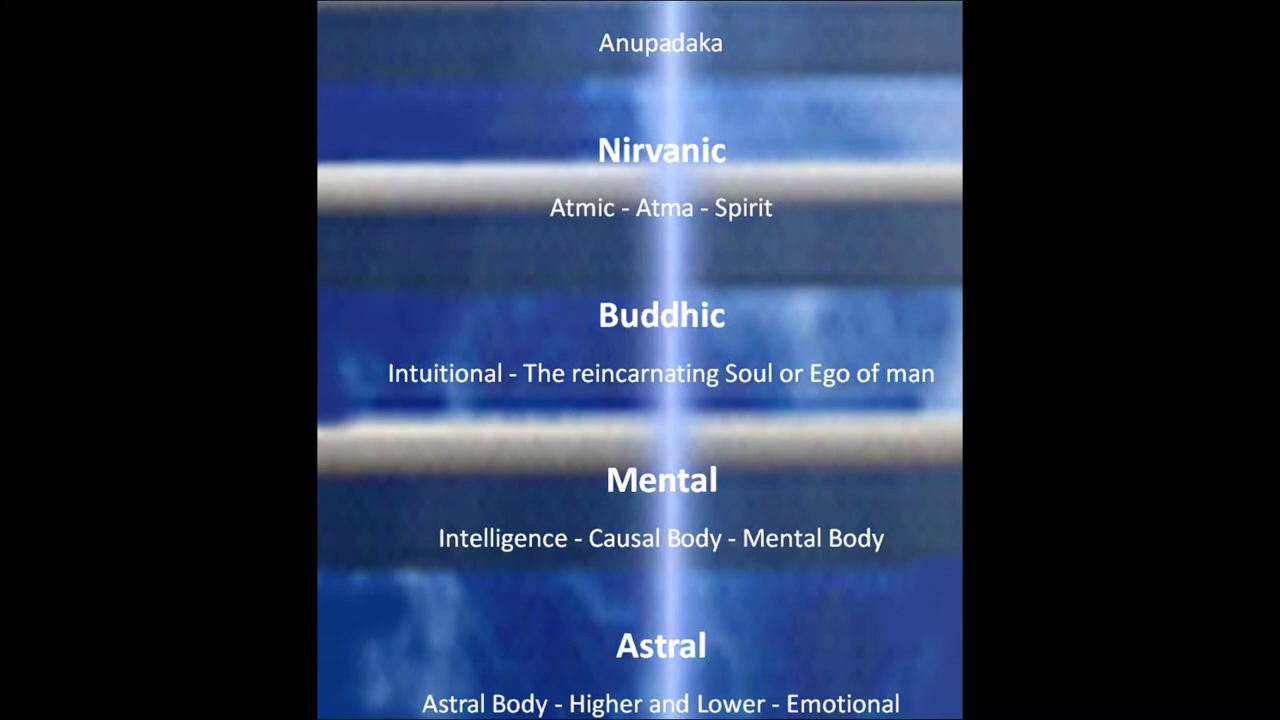 Anupadaka
Nirvanic
Atmic - Atma - Spirit
Buddhic
Intuitional - The reincarnating Soul or Ego of man
Mental
Intelligence - Causal Body - Mental Body
Astral
Astral Body - Higher and Lower - Emotional